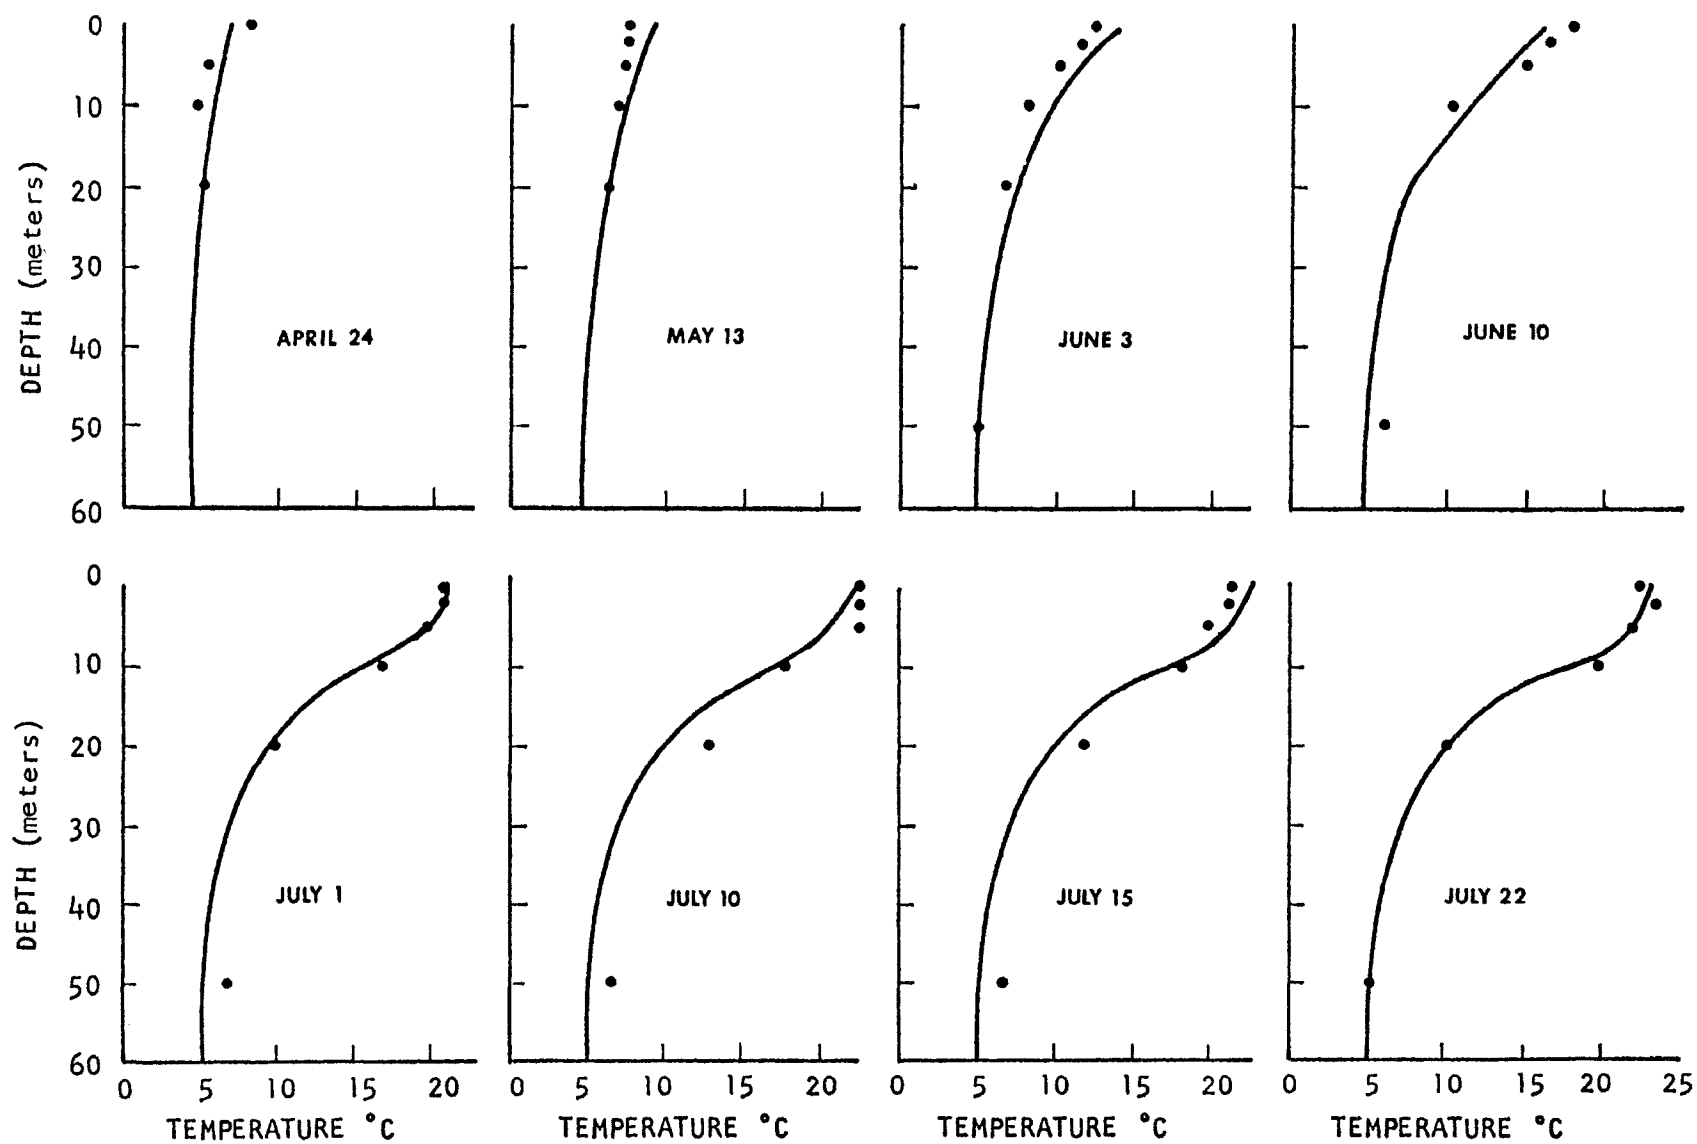 0
10
20
30
40
50
60
DEPTH (meters)
APRIL 24
MAY 13
JUNE 3
JUNE 10
0
10
20
30
40
50
60
DEPTH (meters)
JULY 1
JULY 10
JULY 15
JULY 22
0 5 10 15 20 0 5 10 15 20 0 5 10 15 20 0 5 10 15 20 25
TEMPERATURE °C TEMPERATURE °C TEMPERATURE °C TEMPERATURE °C